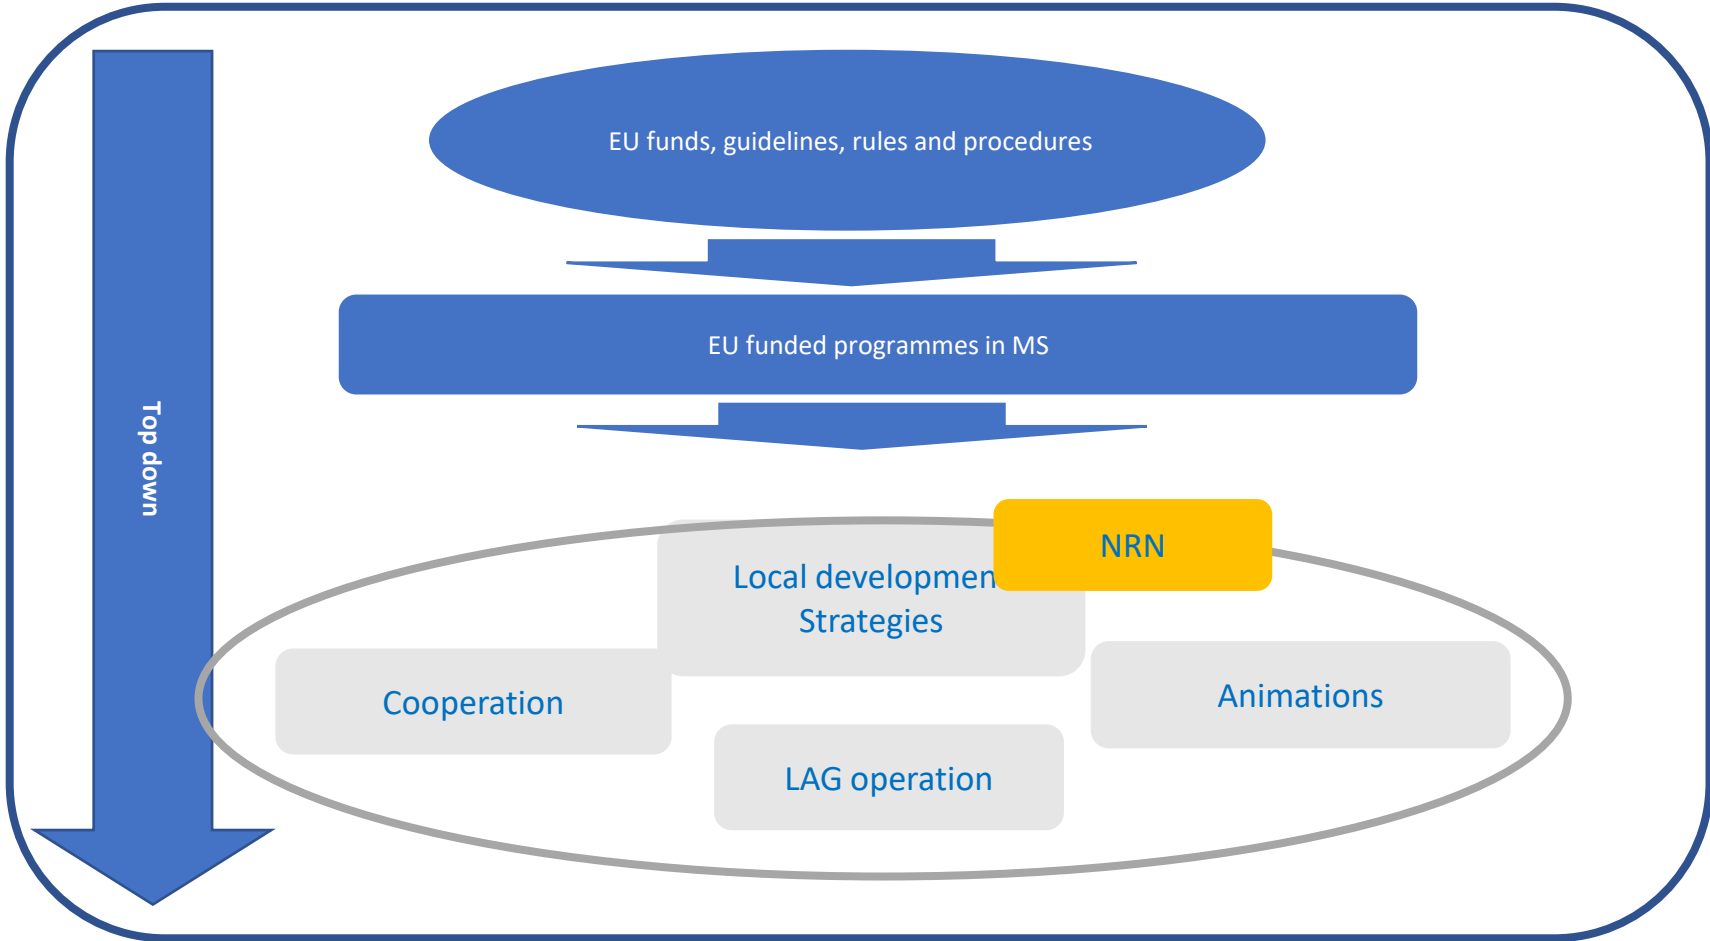 EU funds, guidelines, rules and procedures
EU funded programmes in MS
Top down
NRN
Local developmen
Strategies
Cooperation
Animations
LAG operation